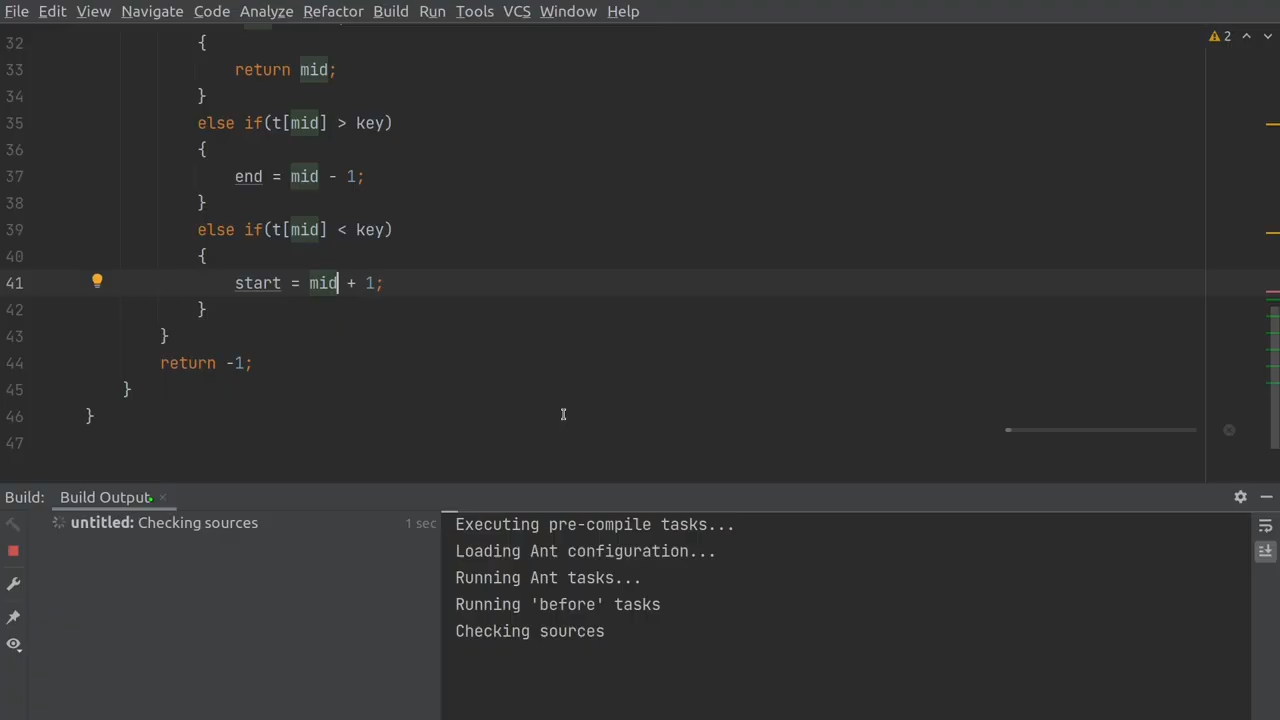 File Edit View Navigate Code Analyze Refactor Build Run Tools VCS Window Help
2
32 {
33 return mid;
34 }
35 else if(t[mid] > key)
36 {
37 end = mid - 1;
38 }
39 else if(t[mid] < key)
40 {
41 start = mid + 1;
42 }
43 }
44 return -1;
45 }
46 }
47
Build: Build Output
untitled: Checking sources 1 sec
Executing pre-compile tasks...
Loading Ant configuration...
Running Ant tasks...
Running 'before' tasks
Checking sources